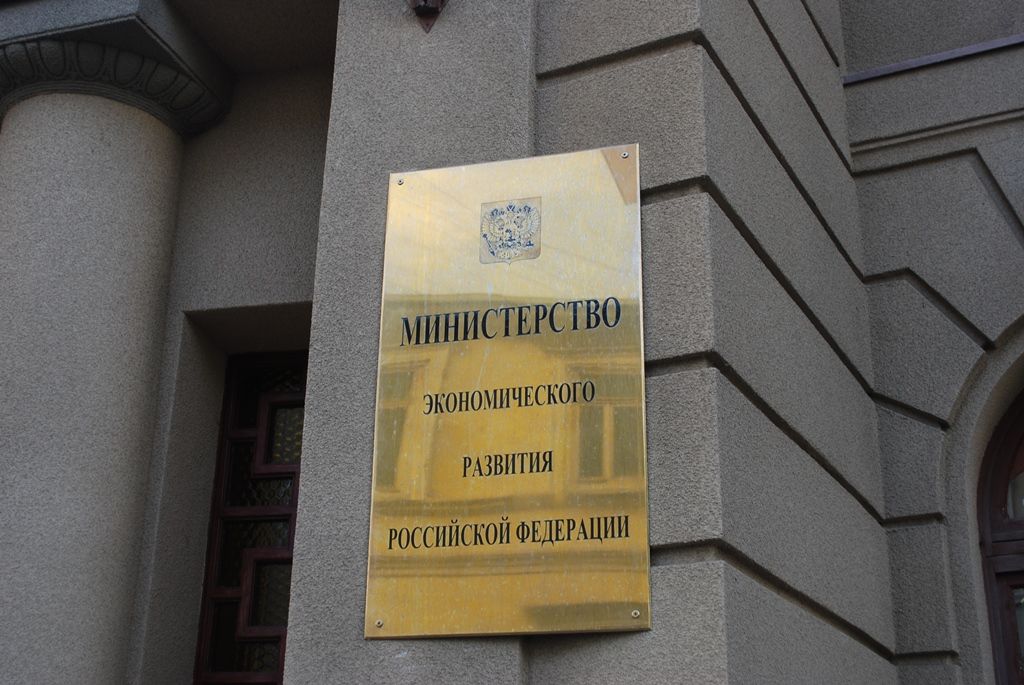 МИНИСТЕРСТВО
ЭКОНОМИЧЕСКОГО
РАЗВИТИЯ
РОССИЙСКОЙ ФЕДЕРАЦИИ